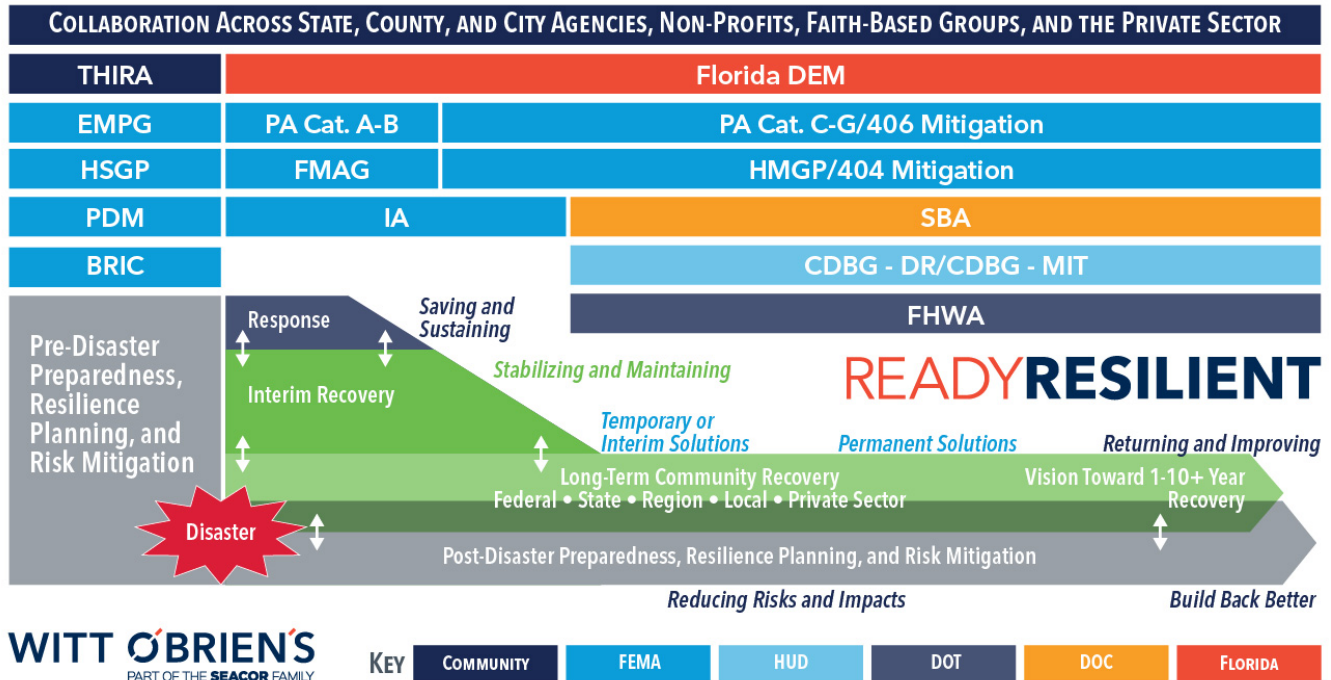 COLLABORATION ACROSS STATE, COUNTY, AND CITY AGENCIES, NON-PROFITS, FAITH-BASED GROUPS, AND THE PRIVATE SECTOR
THIRA
Florida DEM
EMPG
PA Cat. A-B
PA Cat. C-G/406 Mitigation
HSGP
FMAG
HMGP/404 Mitigation
PDM
IA
SBA
BRIC
CDBG - DR/CDBG - MIT
FHWA
Pre-Disaster
Preparedness,
Resilience
Planning, and
Risk Mitigation
Response
Saving and
Sustaining
Interim Recovery
Stabilizing and Maintaining
READYRESILIENT
Temporary or
Interim Solutions
Permanent Solutions
Returning and Improving
Long-Term Community Recovery
Federal • State • Region • Local • Private Sector
Vision Toward 1-10+ Year
Recovery
Disaster
Post-Disaster Preparedness, Resilience Planning, and Risk Mitigation
Reducing Risks and Impacts
Build Back Better
WITT O'BRIEN'S
PART OF THE SEACOR FAMILY
KEY
COMMUNITY
FEMA
HUD
DOT
DOC
FLORIDA